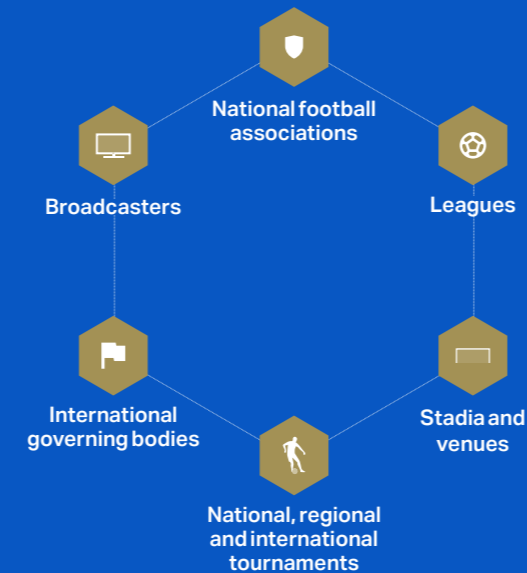 National football
associations
Broadcasters
Leagues
International
governing bodies
Stadia and
venues
National, regional
and international
tournaments